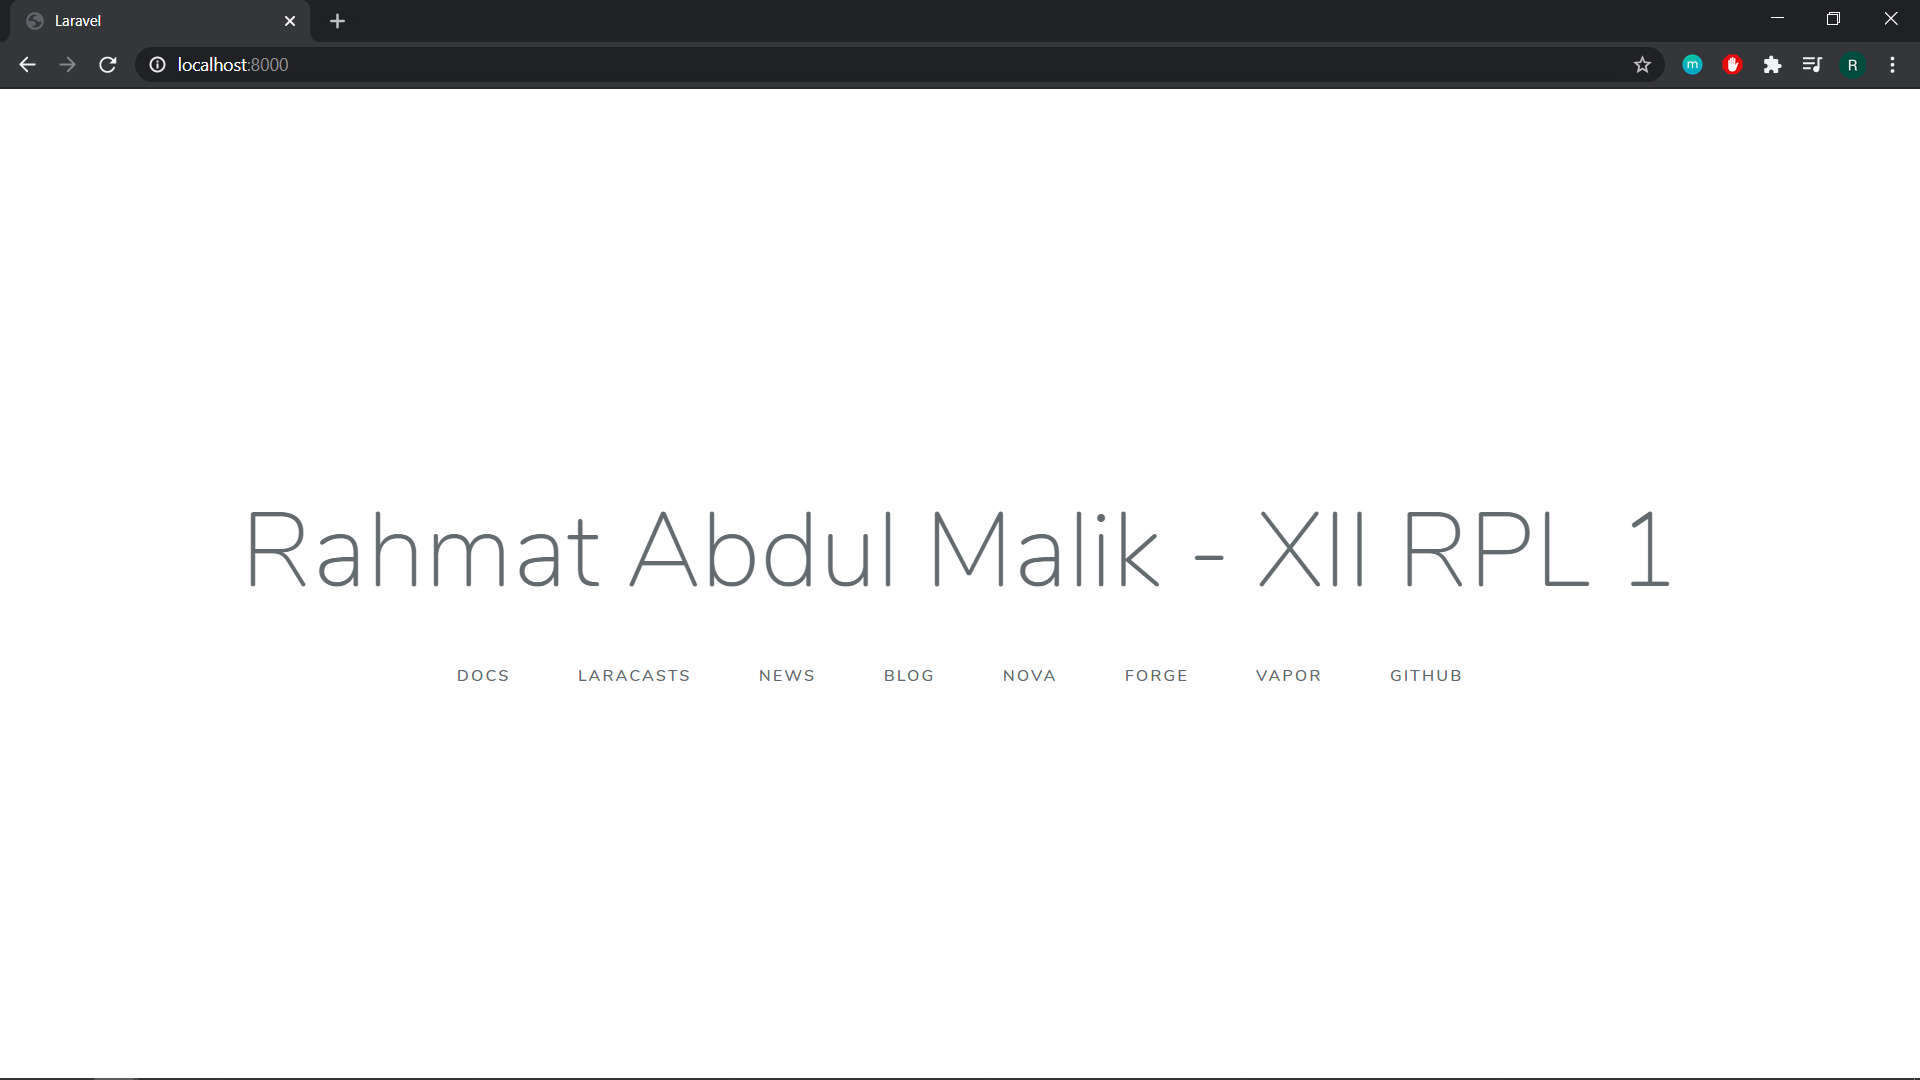 Laravel
localhost:8000
m
R
Rahmat Abdul Malik - XII RPL 1
DOCS LARACASTS NEWS BLOG NOVA FORGE VAPOR GITHUB